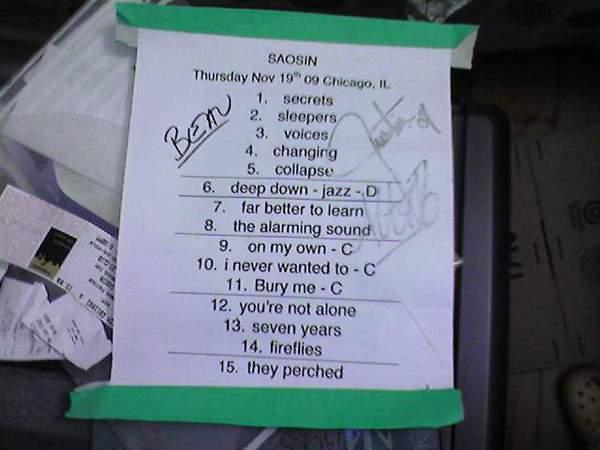 SAOSIN
Thursday Nov 19th 09 Chicago, IL
1. secrets
2. sleepers
3. voices
4. changing
5. collapse
6. deep down - jazz - D
7. far better to learn
8. the alarming sound
9. on my own - C
10. i never wanted to - C
11. Bury me - C
12. you're not alone
13. seven years
14. fireflies
15. they perched